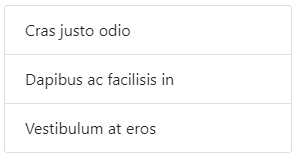 Cras justo odio
Dapibus ac facilisis in
Vestibulum at eros